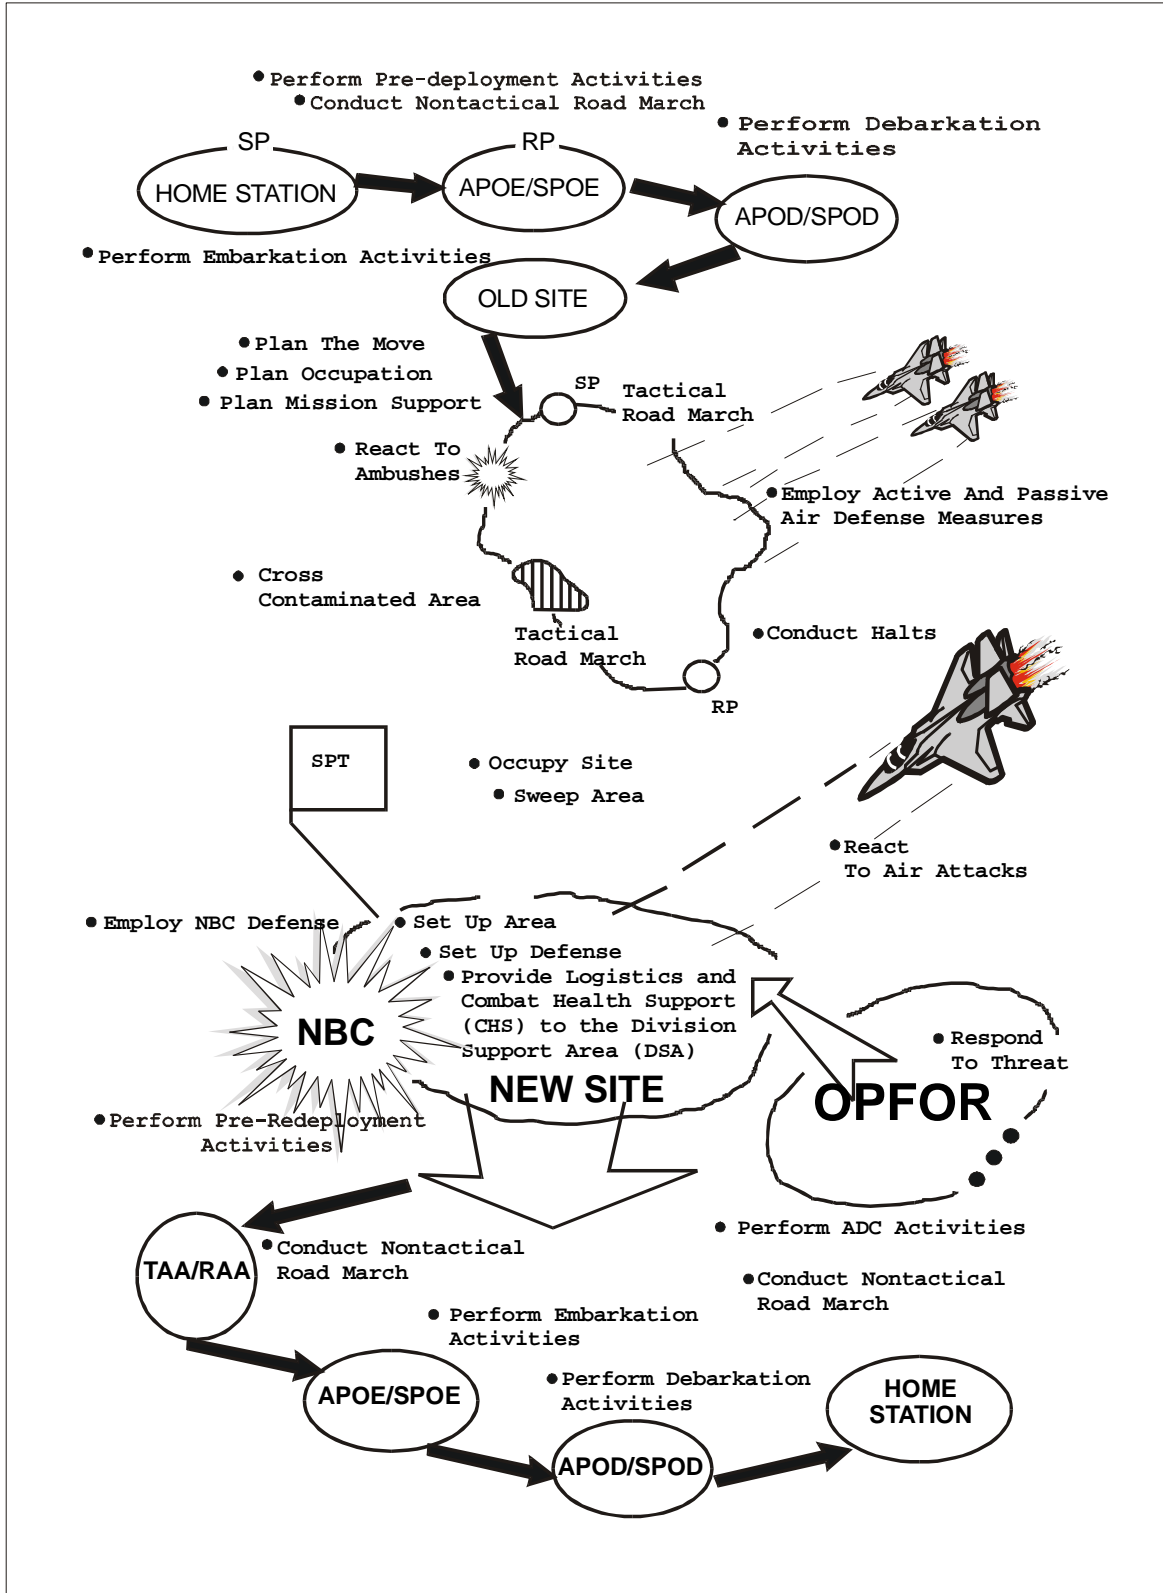 ● Perform Pre-deployment Activities
● Conduct Nontactical Road March
● Perform Debarkation
Activities
SP
HOME STATION
RP
APOE/SPOE
APOD/SPOD
● Perform Embarkation Activities
OLD SITE
● Plan The Move
● Plan Occupation
● Plan Mission Support
SP
Tactical
Road March
● React To
Ambushes
● Employ Active And Passive
Air Defense Measures
● Cross
Contaminated Area
Tactical
Road March
● Conduct Halts
RP
SPT
● Occupy Site
● Sweep Area
● React
To Air Attacks
● Employ NBC Defense
● Set Up Area
● Set Up Defense
● Provide Logistics and
Combat Health Support
(CHS) to the Division
Support Area (DSA)
NBC
NEW SITE
● Respond
To Threat
OPFOR
● Perform Pre-Redeployment
Activities
● Perform ADC Activities
TAA/RAA
● Conduct Nontactical
Road March
● Conduct Nontactical
Road March
● Perform Embarkation
Activities
APOE/SPOE
● Perform Debarkation
Activities
HOME
STATION
APOD/SPOD